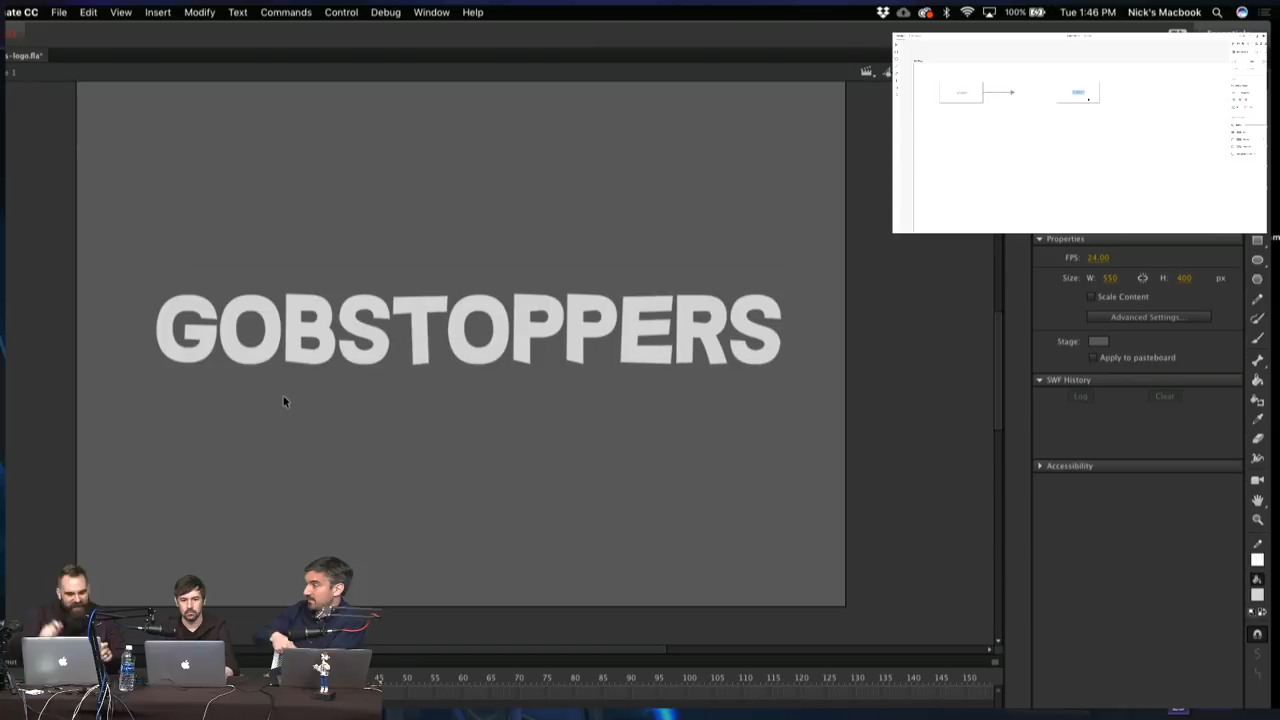 ate CC File Edit View Insert Modify Text Commands Control Debug Window Help 100% Tue 1:46 PM Nick's Macbook
s-logo.fla*
e 1
Properties
FPS: 24.00
Size: W: 550 H: 400 px
Scale Content
Advanced Settings...
Stage:
Apply to pasteboard
SWF History
Log Clear
Accessibility
GOBSTOPPERS
45 50 55 60 65 70 75 80 85 90 95 100 105 110 115 120 125 130 135 140 145 150